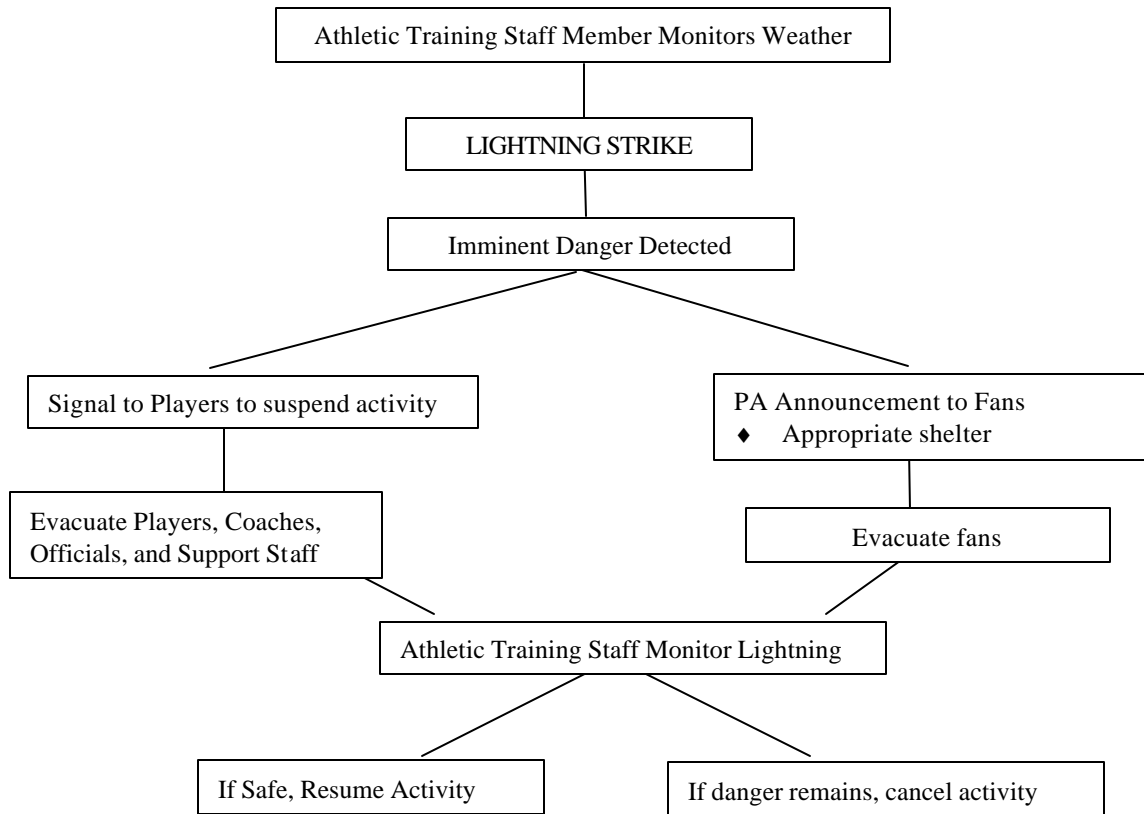 Athletic Training Staff Member Monitors Weather
LIGHTNING STRIKE
Imminent Danger Detected
Signal to Players to suspend activity
PA Announcement to Fans
♦ Appropriate shelter
Evacuate Players, Coaches,
Officials, and Support Staff
Evacuate fans
Athletic Training Staff Monitor Lightning
If Safe, Resume Activity
If danger remains, cancel activity